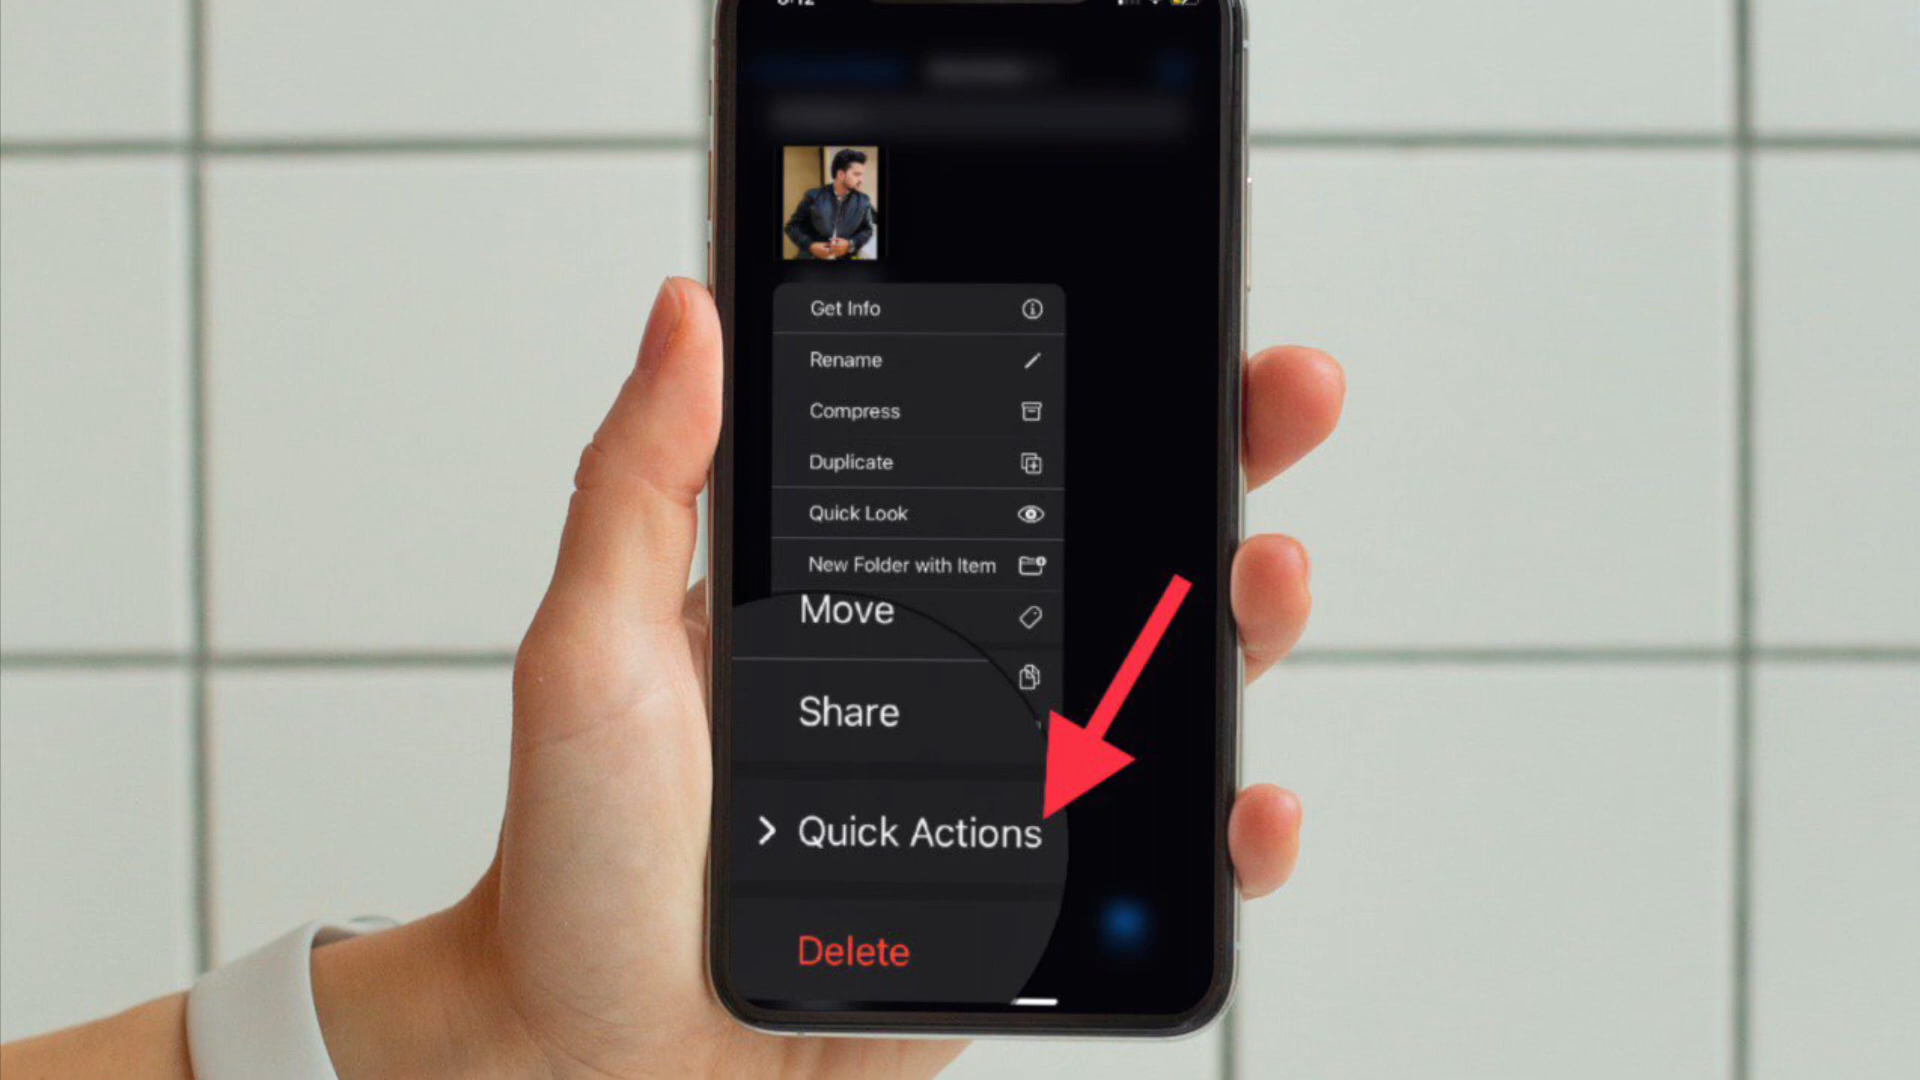 Get Info
Rename
Compress
Duplicate
Quick Look
New Folder with Item
Move
Share
Quick Actions
Delete